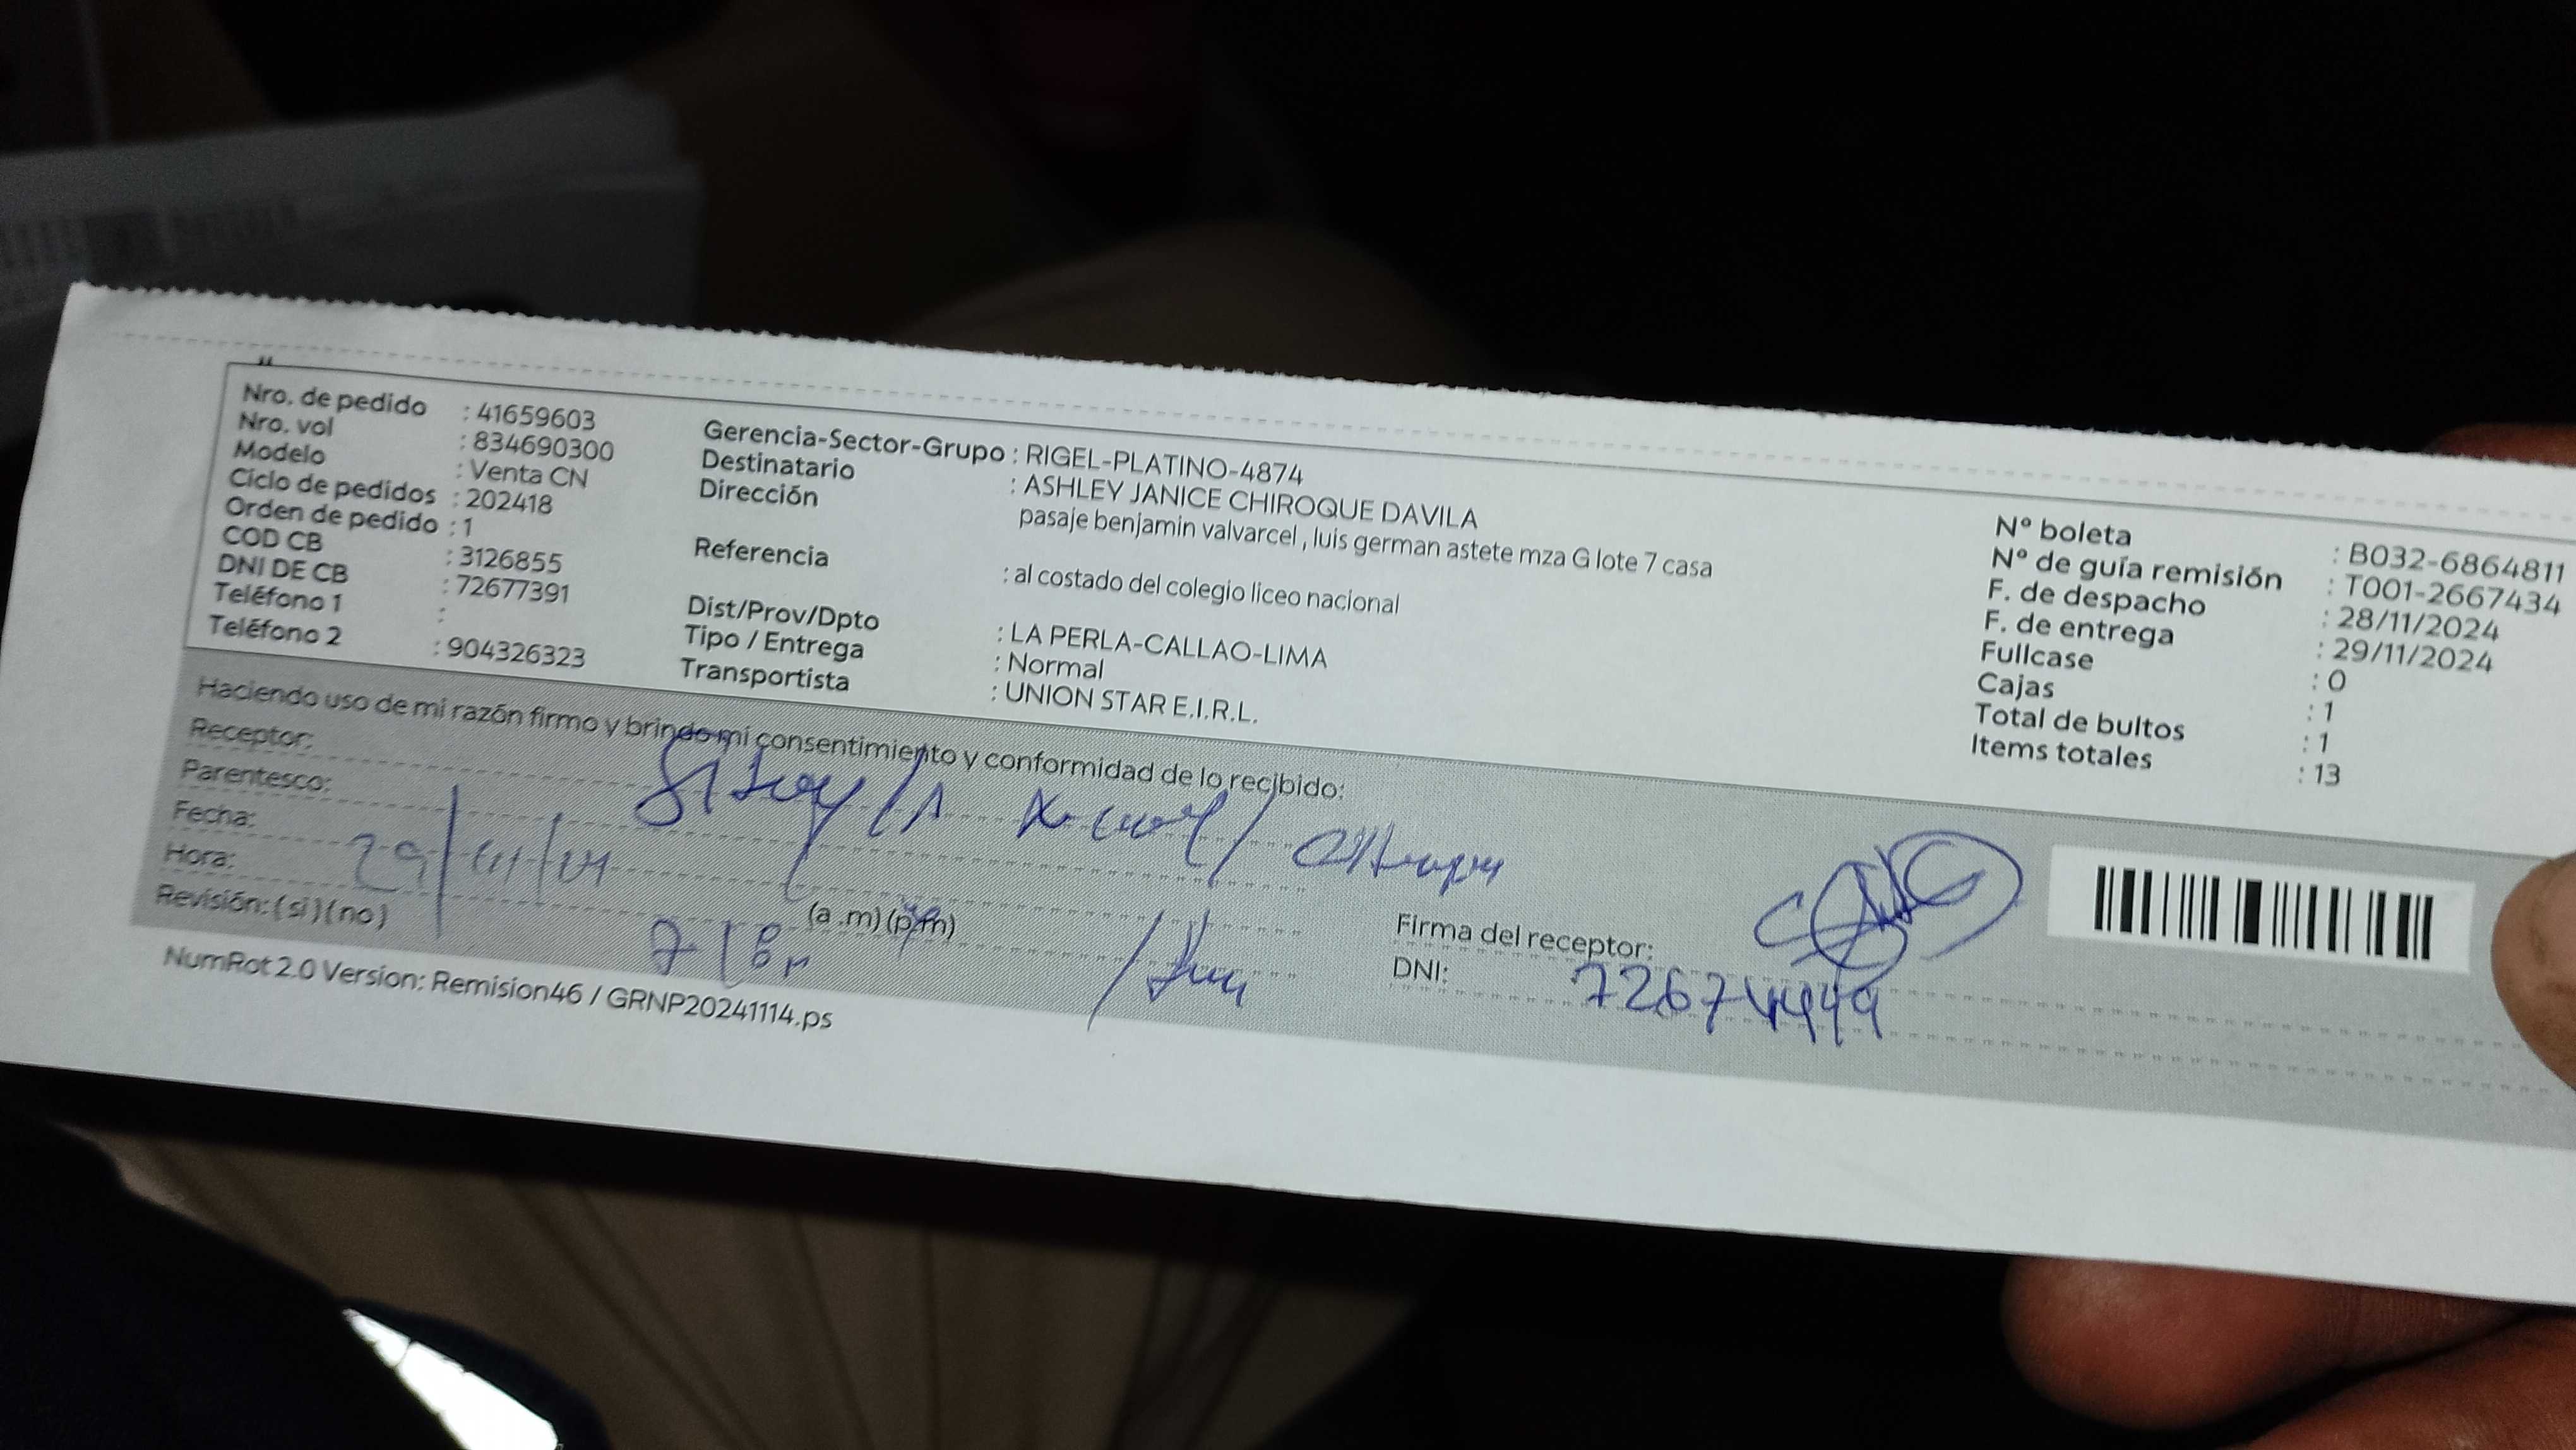 Nro. de pedido : 41659603
Nro. vol : 834690300
Modelo : Venta CN
Ciclo de pedidos : 202418
Orden de pedido : 1
COD CB : 3126855
DNI DE CB : 72677391
Teléfono 1 :
Teléfono 2 : 904326323
Gerencia-Sector-Grupo : RIGEL-PLATINO-4874
Destinatario : ASHLEY JANICE CHIROQUE DAVILA
Dirección pasaje benjamin valvarcel , luis german astete mza G lote 7 casa
Referencia : al costado del colegio liceo nacional
Dist/Prov/Dpto : LA PERLA-CALLAO-LIMA
Tipo / Entrega : Normal
Transportista : UNION STAR E.I.R.L.
N° boleta : B032-6864811
N° de guía remisión : T001-2667434
F. de despacho : 28/11/2024
F. de entrega : 29/11/2024
Fullcase : 0
Cajas : 1
Total de bultos : 1
Items totales : 13
Haciendo uso de mi razón firmo y brindo mi consentimiento y conformidad de lo recibido:
Receptor:
Parentesco:
Fecha:
Hora: (a .m) (p.m)
Revisión: ( si ) ( no )
Firma del receptor:
DNI: 72674449
NumRot 2.0 Version: Remision46 / GRNP20241114.ps